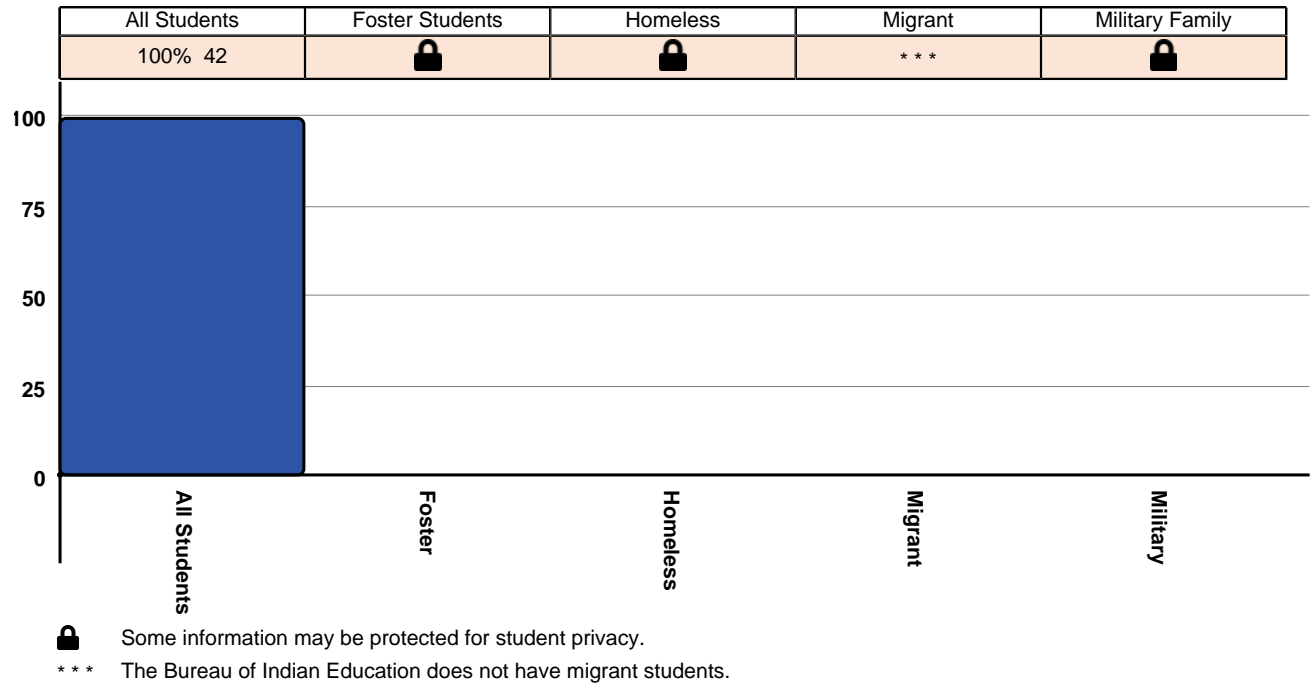 All Students Foster Students Homeless Migrant Military Family
100% 42 * * *
100
75
50
25
0
All Students Foster Homeless Migrant Military
Some information may be protected for student privacy.
* * * The Bureau of Indian Education does not have migrant students.